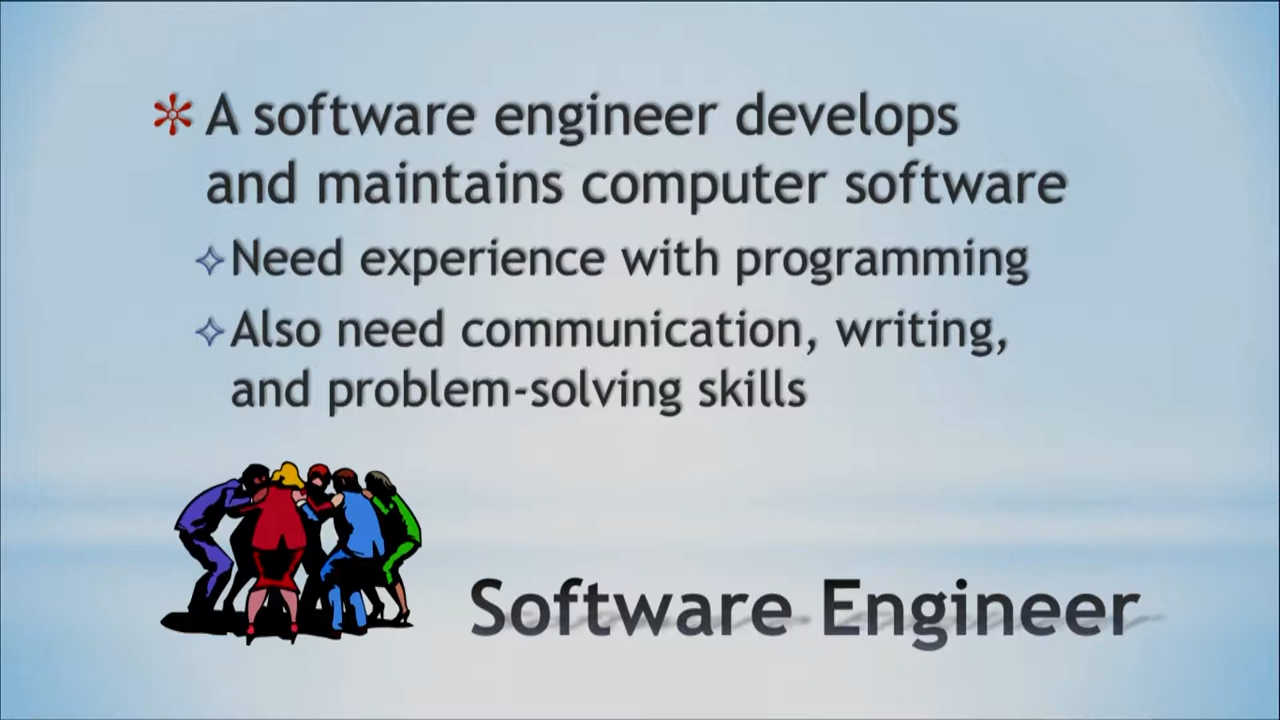 A software engineer develops
and maintains computer software
Need experience with programming
Also need communication, writing,
and problem-solving skills
Software Engineer